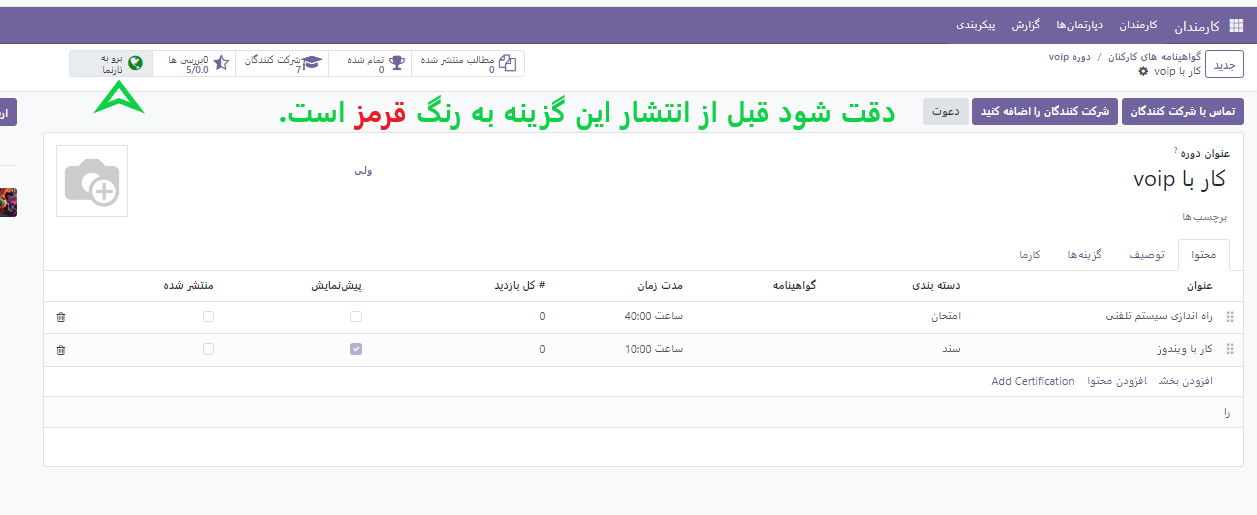 کارمندان کارمندان دپارتمان‌ها گزارش پیکربندی
جدید
گواهینامه های کارکنان / دوره voip
کار با voip
مطالب منتشر شده
0
تمام شده
0
شرکت کنندگان
7
0بررسی ها
5/0.0
برو به
تارنما
دقت شود قبل از انتشار این گزینه به رنگ قرمز است.
تماس با شرکت کنندگان شرکت کنندگان را اضافه کنید دعوت
عنوان دوره ?
کار با voip
ولی
برچسب‌ها
محتوا توصیف گزینه‌ها کارما
عنوان دسته بندی گواهینامه مدت زمان # کل بازدید پیش‌نمایش منتشر شده
راه اندازی سیستم تلفنی امتحان ساعت 40:00 0
کار با ویندوز سند ساعت 10:00 0
افزودن بخش افزودن محتوا Add Certification
را